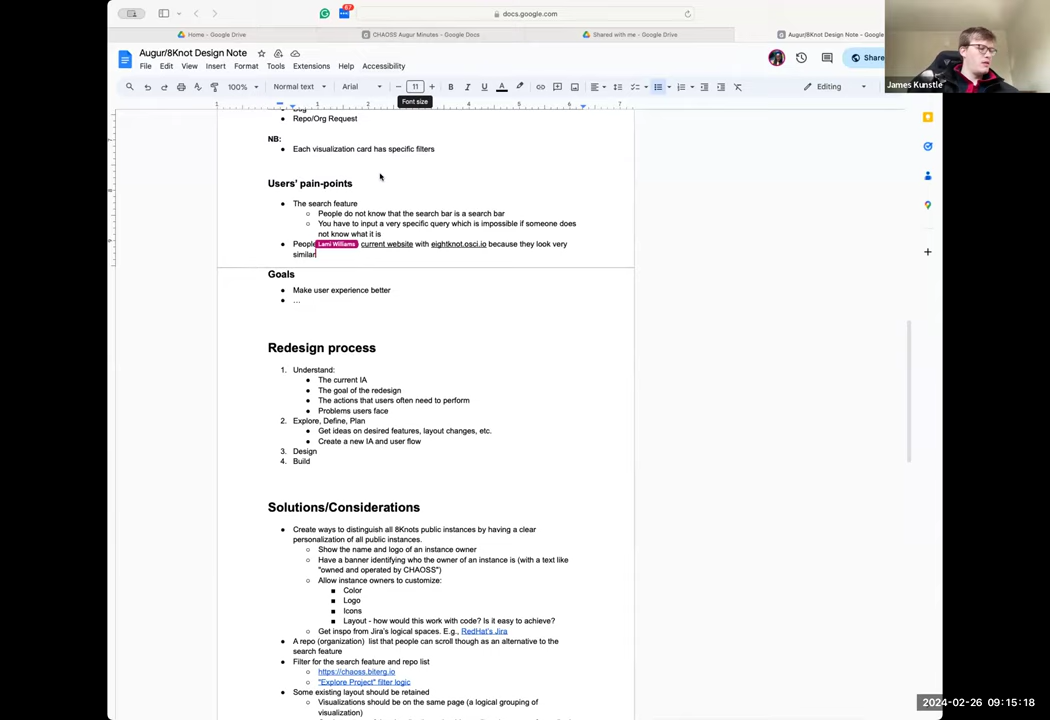 67
docs.google.com
Home - Google Drive
CHAOSS Augur Minutes - Google Docs
Shared with me - Google Drive
Augur/8Knot Design Note - Google
Augur/8Knot Design Note
File Edit View Insert Format Tools Extensions Help Accessibility
Share
James Kunstle
100% Normal text Arial 11 Editing
Font size
1 1 2 3 4 5 6 7
Repo/Org Request
NB:
Each visualization card has specific filters
Users' pain-points
The search feature
People do not know that the search bar is a search bar
You have to input a very specific query which is impossible if someone does
not know what it is
People Lami Williams current website with eightknot.osci.io because they look very
similar
Goals
Make user experience better
...
Redesign process
1. Understand:
The current IA
The goal of the redesign
The actions that users often need to perform
Problems users face
2. Explore, Define, Plan
Get ideas on desired features, layout changes, etc.
Create a new IA and user flow
3. Design
4. Build
Solutions/Considerations
Create ways to distinguish all 8Knots public instances by having a clear
personalization of all public instances.
Show the name and logo of an instance owner
Have a banner identifying who the owner of an instance is (with a text like
"owned and operated by CHAOSS")
Allow instance owners to customize:
Color
Logo
Icons
Layout - how would this work with code? Is it easy to achieve?
Get inspo from Jira's logical spaces. E.g., RedHat's Jira
A repo (organization) list that people can scroll though as an alternative to the
search feature
Filter for the search feature and repo list
https://chaoss.biterg.io
"Explore Project" filter logic
Some existing layout should be retained
Visualizations should be on the same page (a logical grouping of
visualization)
2024-02-26 09:15:18